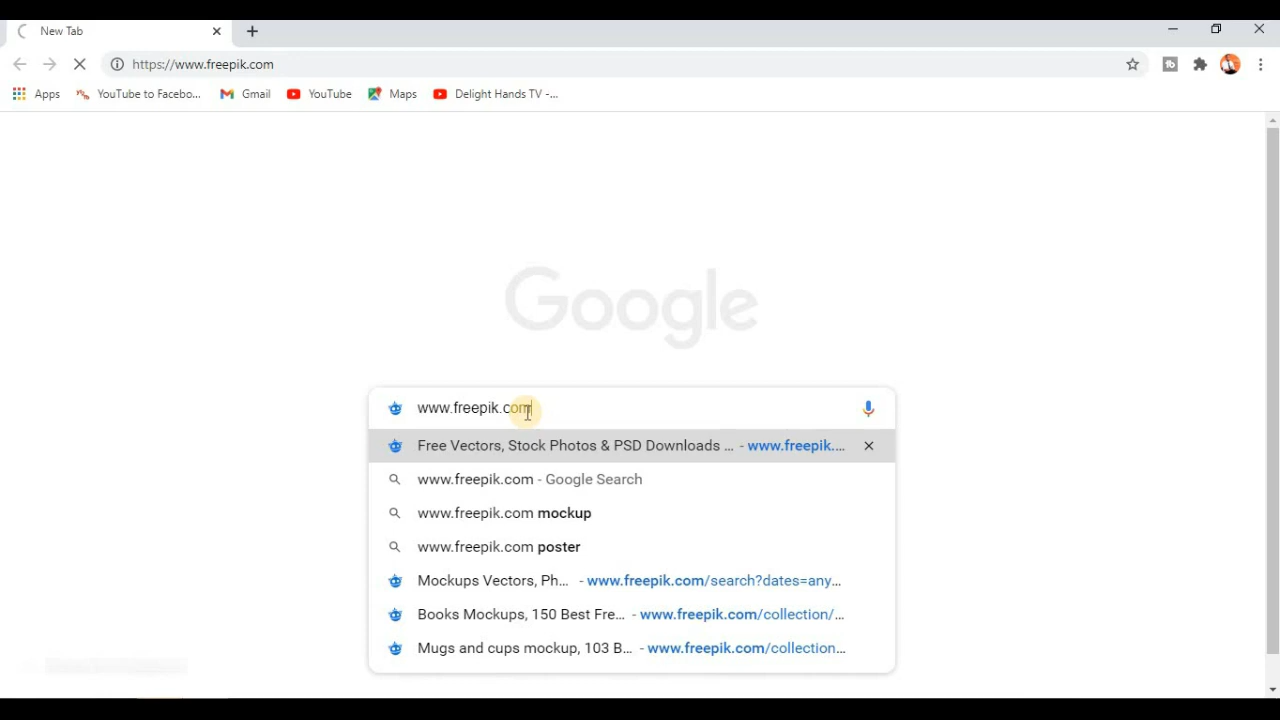 New Tab
https://www.freepik.com
Apps YouTube to Facebo... Gmail YouTube Maps Delight Hands TV -...
Google
www.freepik.com
Free Vectors, Stock Photos & PSD Downloads ... - www.freepik....
www.freepik.com - Google Search
www.freepik.com mockup
www.freepik.com poster
Mockups Vectors, Ph... - www.freepik.com/search?dates=any...
Books Mockups, 150 Best Fre... - www.freepik.com/collection/...
Mugs and cups mockup, 103 B... - www.freepik.com/collection...